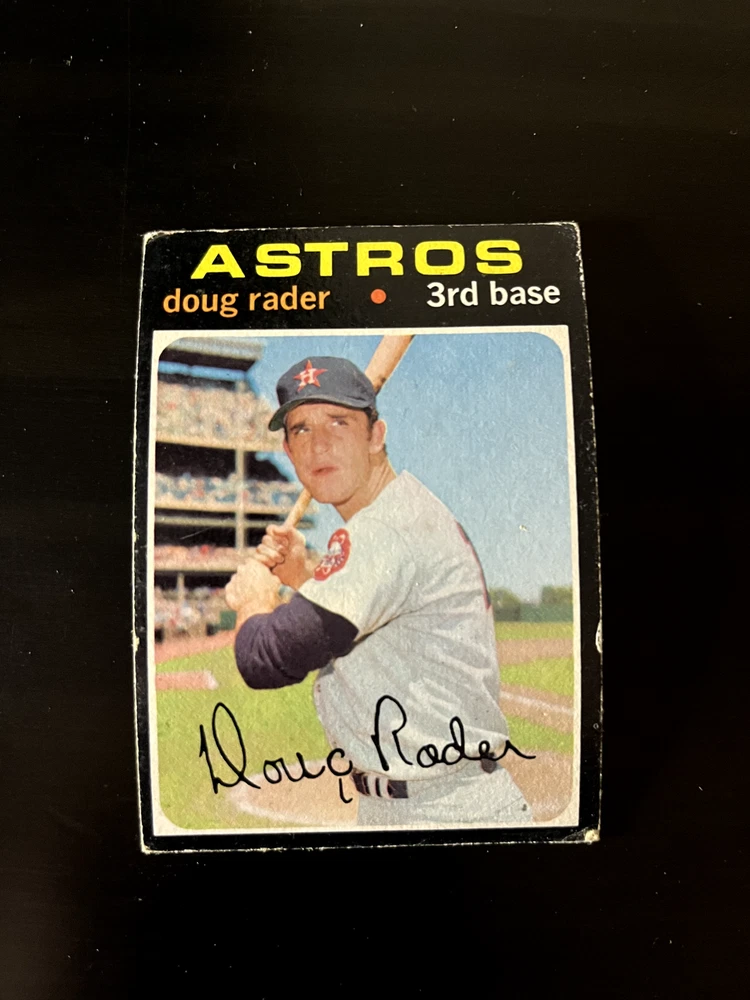 ASTROS
doug rader • 3rd base
H
Doug Rader